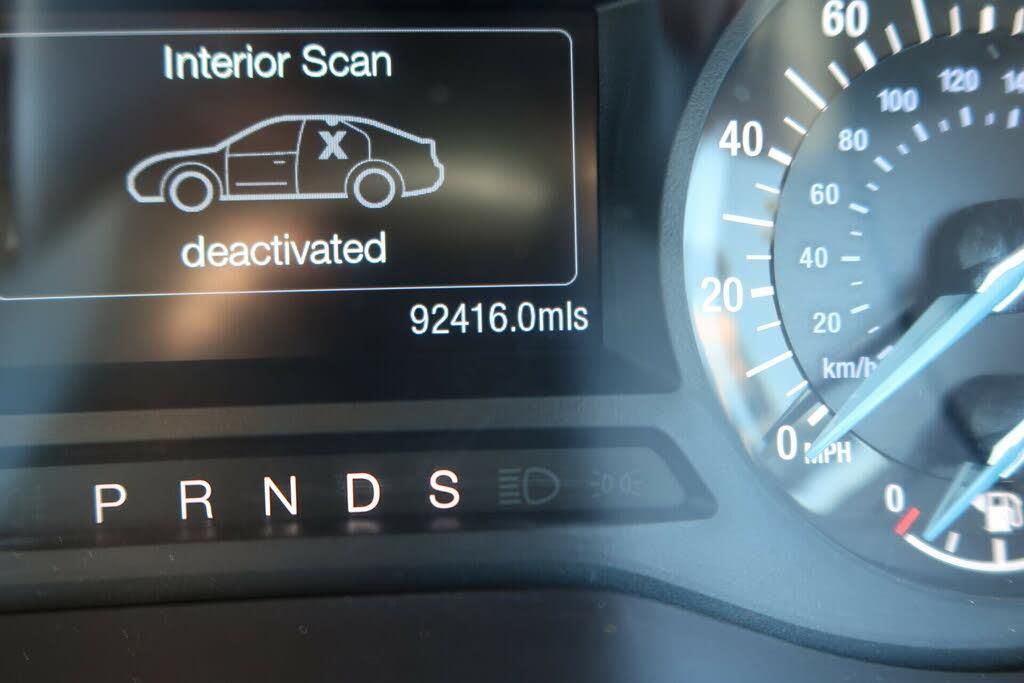 Interior Scan
X
deactivated
92416.0mls
P R N D S
60
40
20
0
MPH
120
100
80
60
40
20
km/h
0